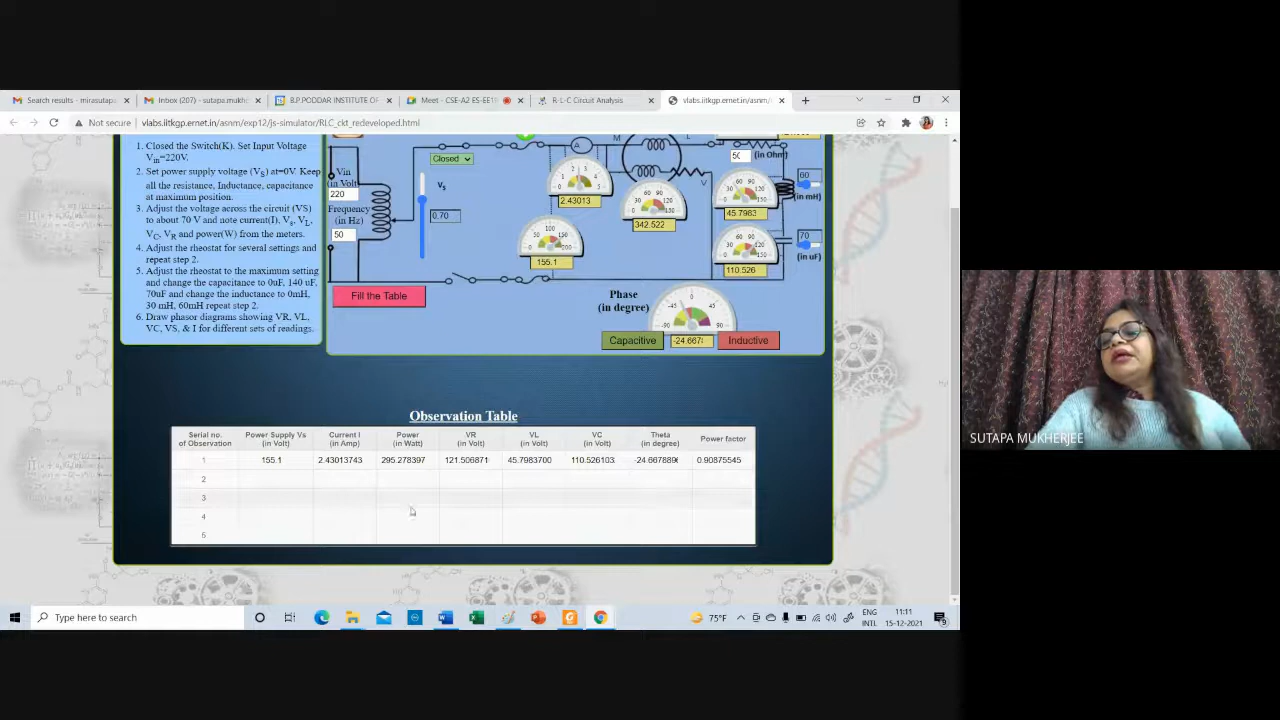 Search results - mirasutapa
Inbox (207) - sutapa.mukhe
B.P.PODDAR INSTITUTE OF
Meet - CSE-A2 ES-EE1
R-L-C Circuit Analysis
vlabs.iitkgp.ernet.in/asnm/
Not secure
vlabs.iitkgp.ernet.in/asnm/exp12/js-simulator/RLC_ckt_redeveloped.html
1. Closed the Switch(K). Set Input Voltage
Vin=220V.
2. Set power supply voltage (VS) at=0V. Keep
all the resistance, Inductance, capacitance
at maximum position.
3. Adjust the voltage across the circuit (VS)
to about 70 V and note current(I), Vs, VL,
VC, VR and power(W) from the meters.
4. Adjust the rheostat for several settings and
repeat step 2.
5. Adjust the rheostat to the maximum setting
and change the capacitance to 0uF, 140 uF,
70uF and change the inductance to 0mH,
30 mH, 60mH repeat step 2.
6. Draw phasor diagrams showing VR, VL,
VC, VS, & I for different sets of readings.
Vin
(in Volt)
220
Frequency
(in Hz)
50
Closed
Vs
0.70
A
M
L
V
2.43013
155.1
342.522
(in Ohm)
45.7983
110.526
60
(in mH)
70
(in uF)
Fill the Table
Phase
(in degree)
-90
0
90
Capacitive
-24.667
Inductive
Observation Table
Serial no. of Observation Power Supply Vs (in Volt) Current I (in Amp) Power (in Watt) VR (in Volt) VL (in Volt) VC (in Volt) Theta (in degree) Power factor
1 155.1 2.43013743 295.278397 121.506871 45.7983700 110.526103 -24.667889 0.90875545
2
3
4
5
SUTAPA MUKHERJEE
Type here to search
75°F
ENG
INTL
11:11
15-12-2021